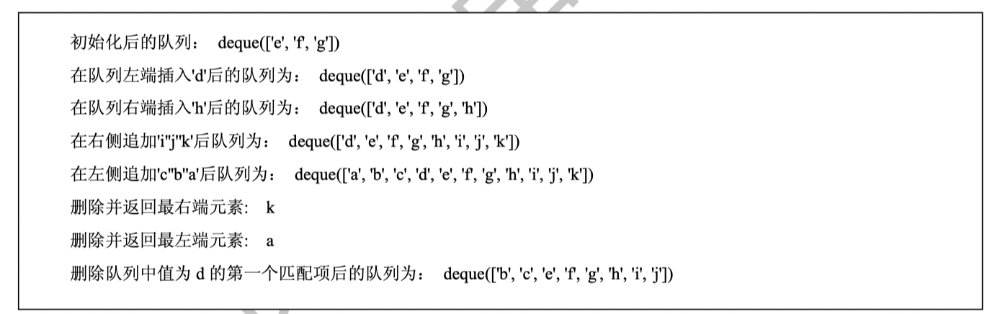 初始化后的队列： deque(['e', 'f', 'g'])
在队列左端插入'd'后的队列为： deque(['d', 'e', 'f', 'g'])
在队列右端插入'h'后的队列为： deque(['d', 'e', 'f', 'g', 'h'])
在右侧追加'i''j''k'后队列为： deque(['d', 'e', 'f', 'g', 'h', 'i', 'j', 'k'])
在左侧追加'c''b''a'后队列为： deque(['a', 'b', 'c', 'd', 'e', 'f', 'g', 'h', 'i', 'j', 'k'])
删除并返回最右端元素: k
删除并返回最左端元素: a
删除队列中值为 d 的第一个匹配项后的队列为： deque(['b', 'c', 'e', 'f', 'g', 'h', 'i', 'j'])